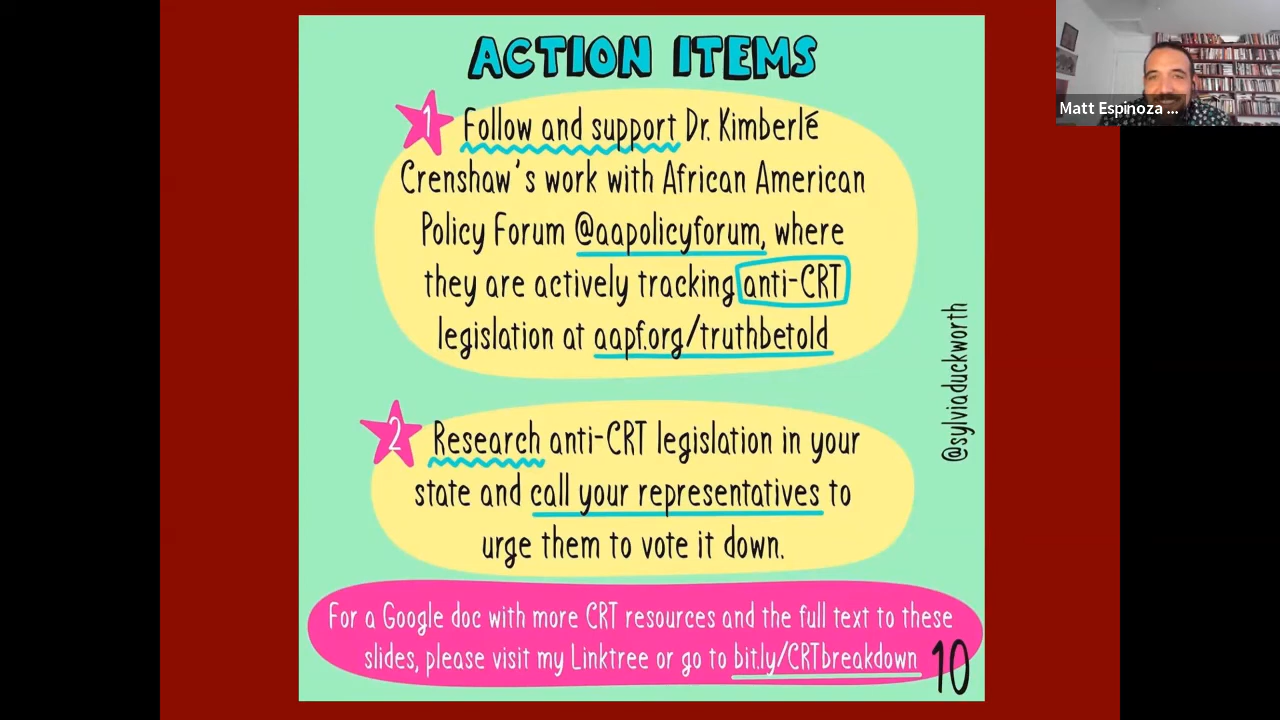 ACTION ITEMS
1 Follow and support Dr. Kimberlé
Crenshaw's work with African American
Policy Forum @aapolicyforum, where
they are actively tracking anti-CRT
legislation at aapf.org/truthbetold
2 Research anti-CRT legislation in your
state and call your representatives to
urge them to vote it down.
For a Google doc with more CRT resources and the full text to these
slides, please visit my Linktree or go to bit.ly/CRTbreakdown
10
@sylviaduckworth
Matt Espinoza ...